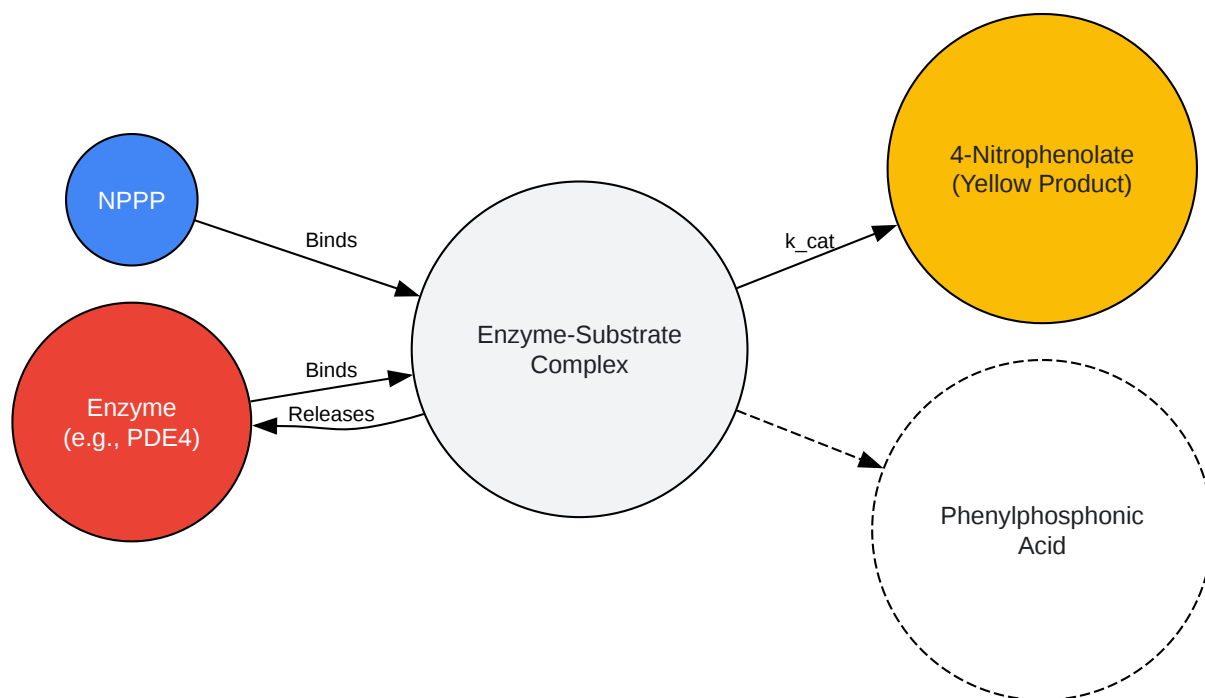 NPPP
Binds
Enzyme
(e.g., PDE4)
Binds
Releases
Enzyme-Substrate
Complex
k_cat
4-Nitrophenolate
(Yellow Product)
Phenylphosphonic
Acid